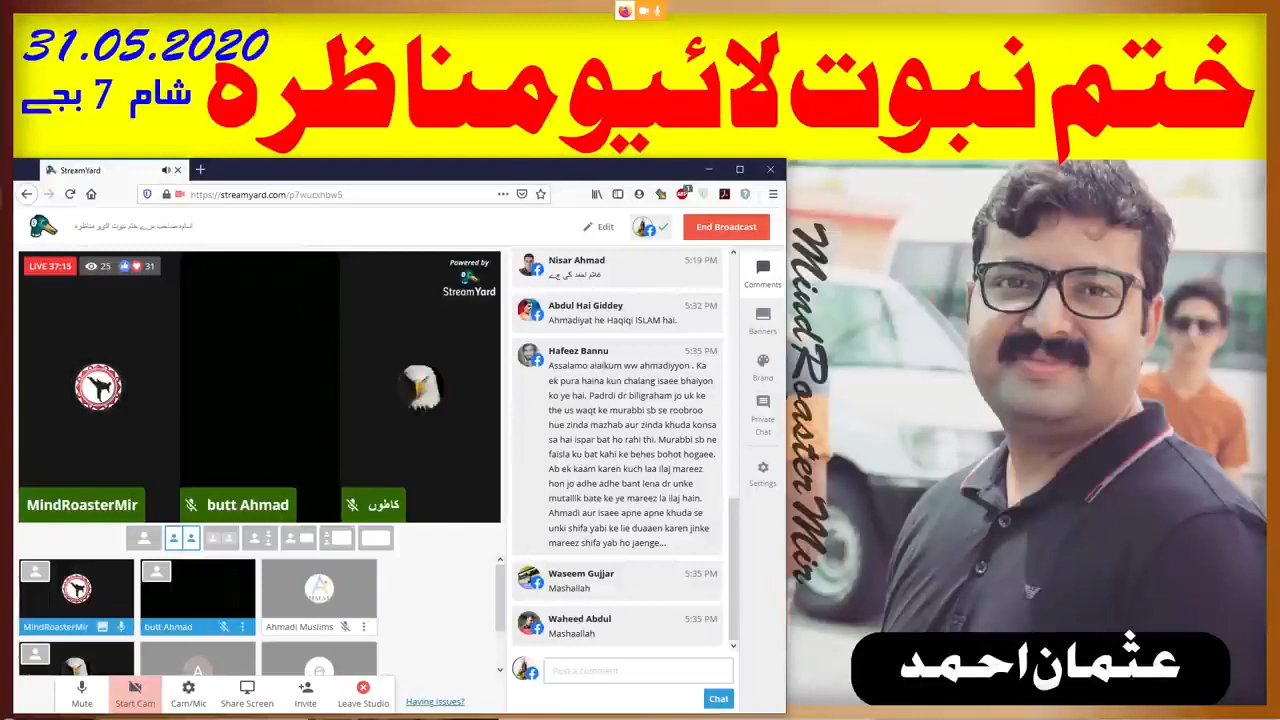 31.05.2020
شام 7 بجے
ختم نبوت لائیو مناظرہ
StreamYard
https://streamyard.com/p7wucxhbw5
Edit
End Broadcast
LIVE 37:15
25
31
Powered by
StreamYard
MindRoasterMir
butt Ahmad
MindRoasterMir
butt Ahmad
Ahmadi Muslims
A
e
Mute
Start Cam
Cam/Mic
Share Screen
Invite
Leave Studio
Having issues?
Nisar Ahmad 5:19 PM
غلام احمد کی جے
Abdul Hai Giddey 5:32 PM
Ahmadiyat he Haqiqi ISLAM hai.
Hafeez Bannu 5:35 PM
Assalamo alaikum ww ahmadiyyon . Ka
ek pura haina kun chalang isaee bhaiyon
ko ye hai. Padrdi dr biligraham jo uk ke
the us waqt ke murabbi sb se roobroo
hue zinda mazhab aur zinda khuda konsa
sa hai ispar bat ho rahi thi. Murabbi sb ne
faisla ku bat kahi ke behes bohot hogaee.
Ab ek kaam karen kuch laa ilaj mareez
hon jo adhe adhe bant lena dr unke
mutallik bate ke ye mareez la ilaj hain.
Ahmadi aur isaee apne apne khuda se
unki shifa yabi ke lie duaaen karen jinke
mareez shifa yab ho jaenge...
Waseem Gujjar 5:35 PM
Mashallah
Waheed Abdul 5:35 PM
Mashaallah
Post a comment
Chat
Comments
Banners
Brand
Private
Chat
Settings
MindRoasterMir
عثمان احمد